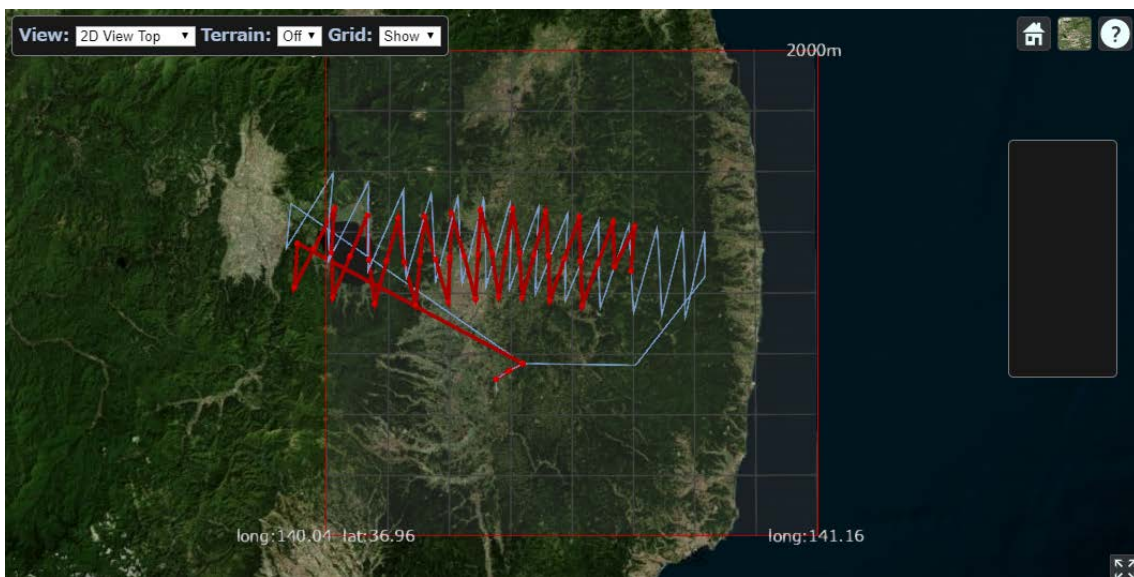 View: 2D View Top Terrain: Off Grid: Show
?
2000m
long:140.04 lat:36.96
long:141.16